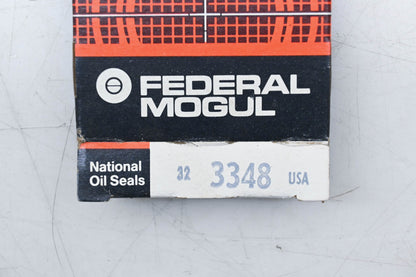 FEDERAL
MOGUL
National
Oil Seals
32 3348 USA